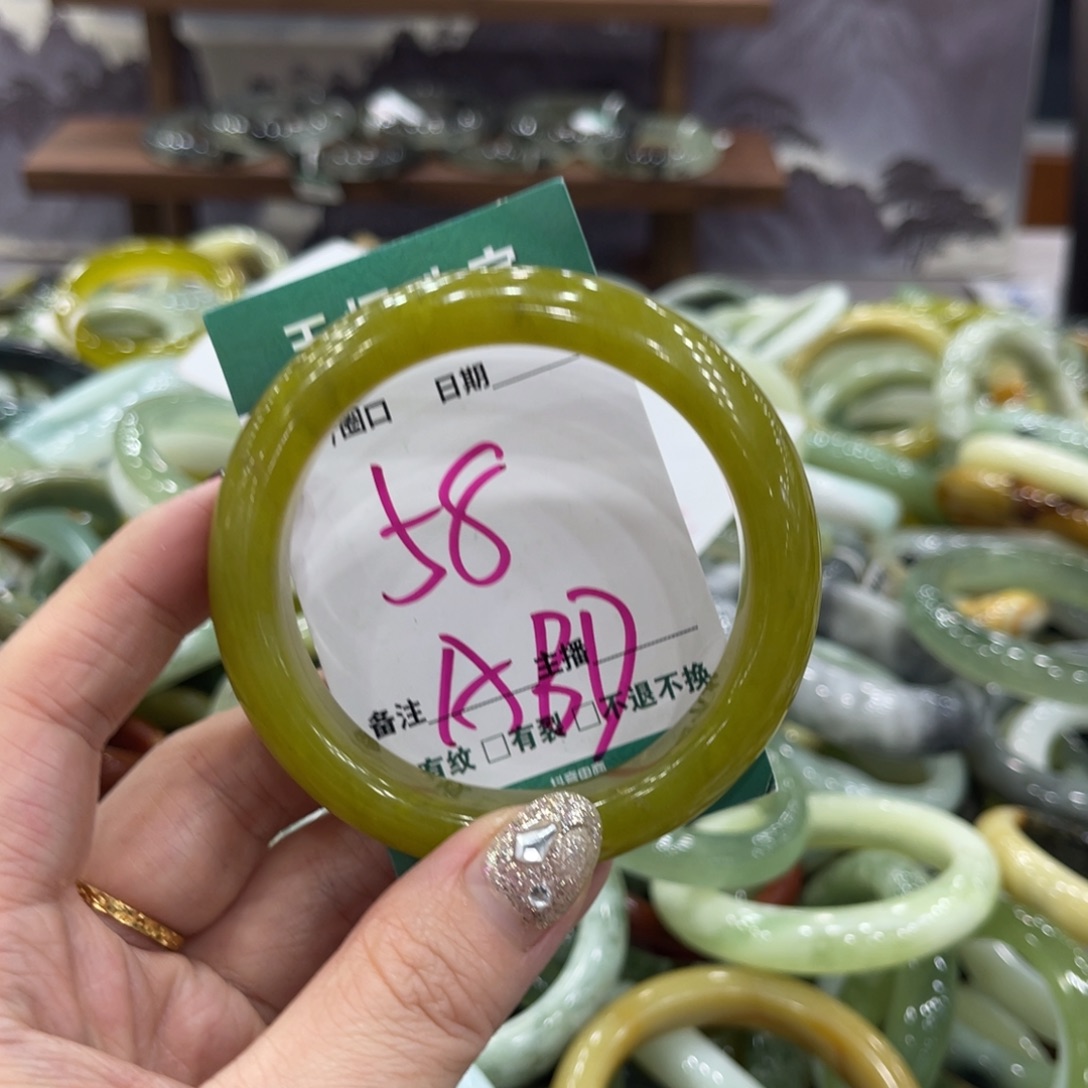 圈口 日期
58
ABD
主播
备注
有纹 □有裂 □不退不换